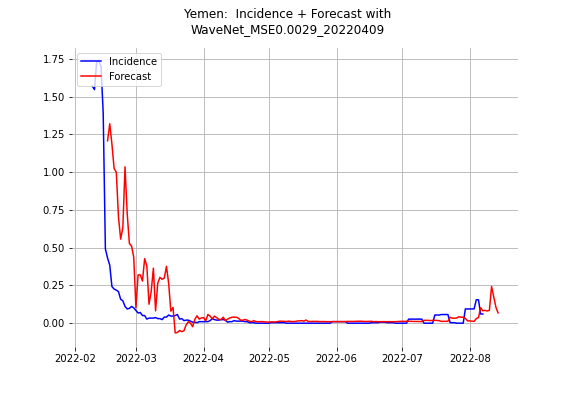 Yemen:  Incidence + Forecast with
WaveNet_MSE0.0029_20220409
Incidence
Forecast
1.75
1.50
1.25
1.00
0.75
0.50
0.25
0.00
2022-02 2022-03 2022-04 2022-05 2022-06 2022-07 2022-08